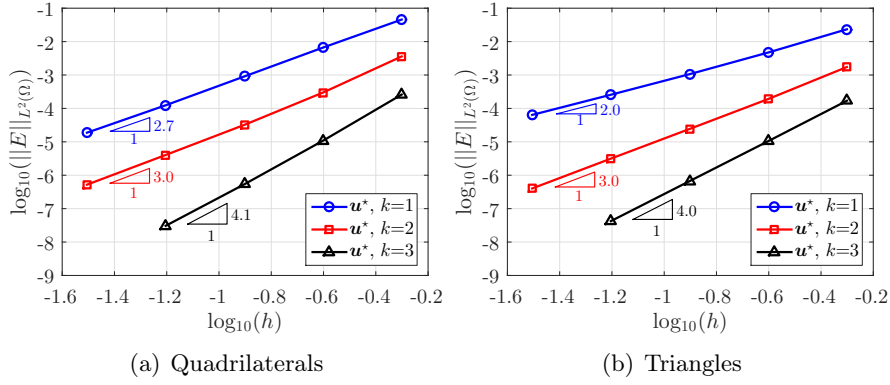 log₁₀(||E||_{L²(Ω)})
-1
-2
-3
-4
-5
-6
-7
-8
-9
2.7
1
3.0
1
4.1
1
u⋆, k=1
u⋆, k=2
u⋆, k=3
-1.6 -1.4 -1.2 -1 -0.8 -0.6 -0.4 -0.2
log₁₀(h)
(a) Quadrilaterals
log₁₀(||E||_{L²(Ω)})
-1
-2
-3
-4
-5
-6
-7
-8
-9
2.0
1
3.0
1
4.0
1
u⋆, k=1
u⋆, k=2
u⋆, k=3
-1.6 -1.4 -1.2 -1 -0.8 -0.6 -0.4 -0.2
log₁₀(h)
(b) Triangles